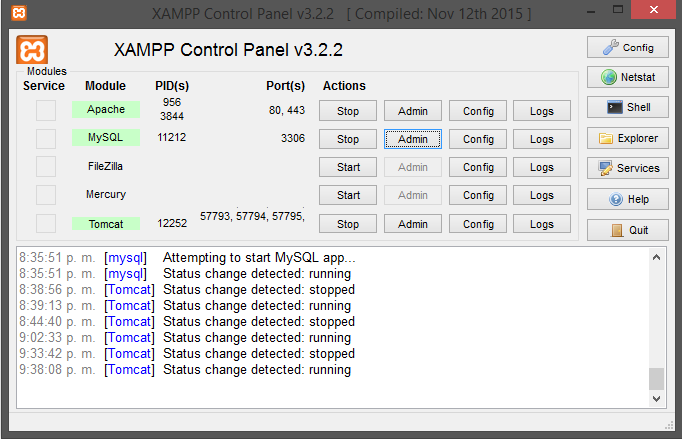 XAMPP Control Panel v3.2.2 [ Compiled: Nov 12th 2015 ]
XAMPP Control Panel v3.2.2
Config
Modules
Service Module PID(s) Port(s) Actions
Netstat
Apache 956 3844 80, 443 Stop Admin Config Logs
Shell
MySQL 11212 3306 Stop Admin Config Logs
Explorer
FileZilla Start Admin Config Logs
Services
Mercury Start Admin Config Logs
Help
Tomcat 12252 57793, 57794, 57795, Stop Admin Config Logs
Quit
8:35:51 p. m. [mysql] Attempting to start MySQL app...
8:35:51 p. m. [mysql] Status change detected: running
8:38:56 p. m. [Tomcat] Status change detected: stopped
8:39:13 p. m. [Tomcat] Status change detected: running
8:44:40 p. m. [Tomcat] Status change detected: stopped
9:02:33 p. m. [Tomcat] Status change detected: running
9:33:42 p. m. [Tomcat] Status change detected: stopped
9:38:08 p. m. [Tomcat] Status change detected: running